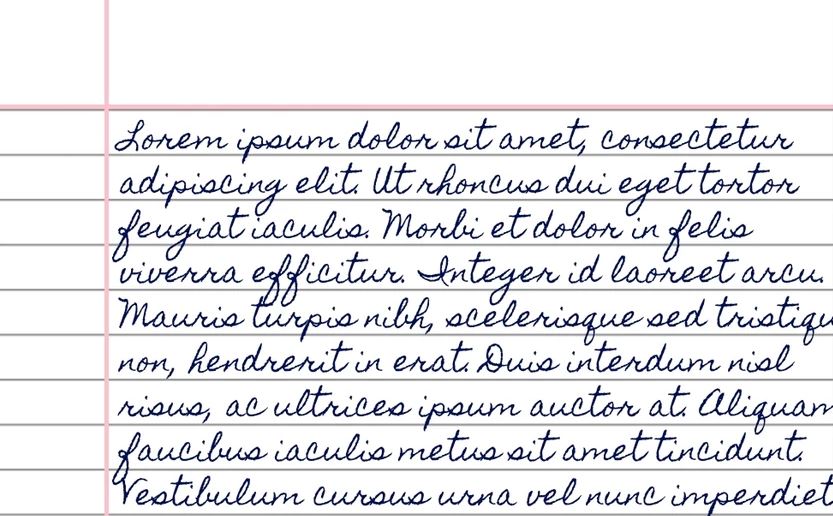 Lorem ipsum dolor sit amet, consectetur
adipiscing elit. Ut rhoncus dui eget tortor
feugiat iaculis. Morbi et dolor in felis
viverra efficitur. Integer id laoreet arcu.
Mauris turpis nibh, scelerisque sed tristiqu
non, hendrerit in erat. Duis interdum nisl
risus, ac ultrices ipsum auctor at. Aliquam
faucibus iaculis metus sit amet tincidunt.
Vestibulum cursus urna vel nunc imperdiet